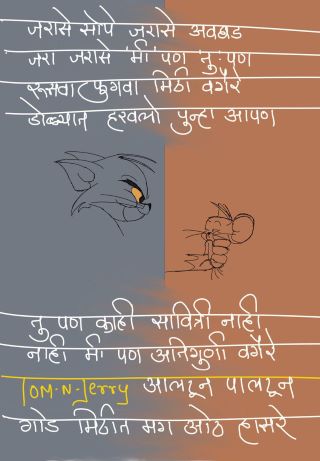 जरासे सोपे जरासे अवघड
जरा जरासे 'मी' पण तु: पण
रूसवा फुगवा मिठी वगैरे
डोळ्यात हरवलो पुन्हा आपण
तु पण काही सावित्री नाही
नाही मी पण अतिगुणी वगैरे
TOM-N-Jerry आलटून पालटून
गोड मिठीत मग ओठ हासरे